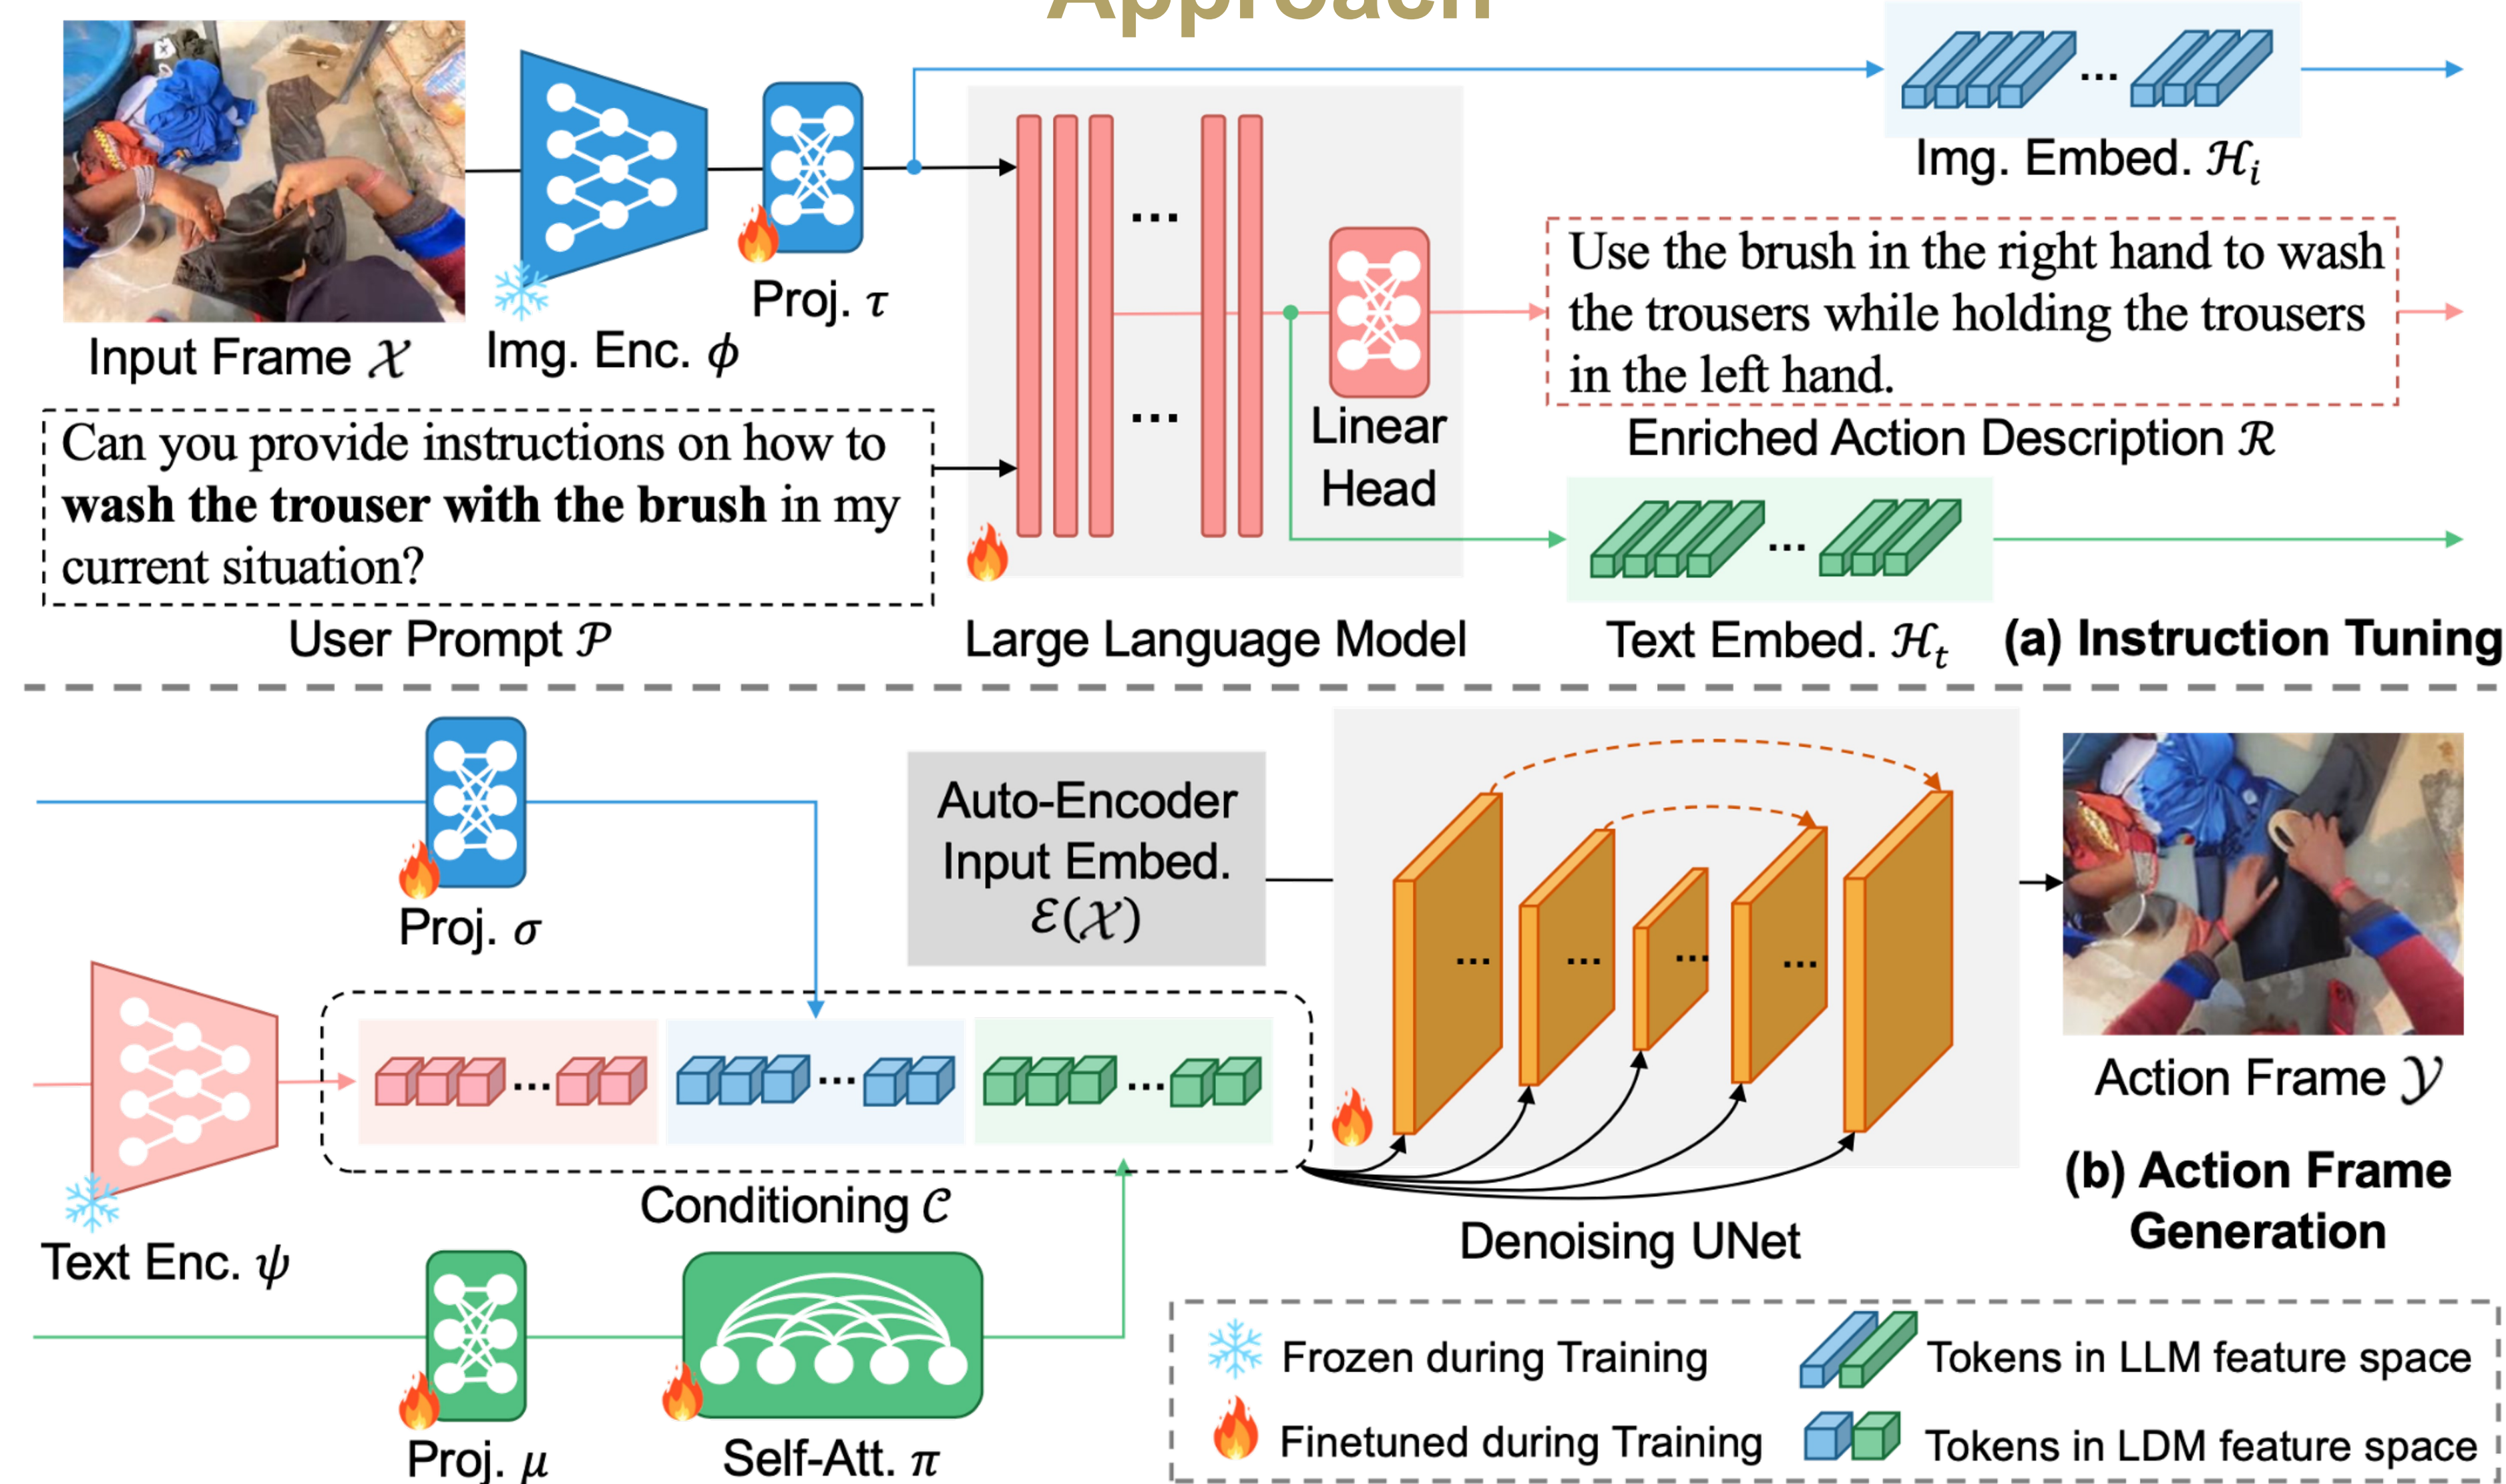 Approach
Input Frame 𝒳
Img. Enc. ϕ
Proj. τ
Can you provide instructions on how to
wash the trouser with the brush in my
current situation?
User Prompt 𝒫
...
...
Linear
Head
Large Language Model
...
Img. Embed. ℋᵢ
Use the brush in the right hand to wash
the trousers while holding the trousers
in the left hand.
Enriched Action Description ℛ
...
Text Embed. ℋₜ
(a) Instruction Tuning
Proj. σ
Text Enc. ψ
Auto-Encoder
Input Embed.
ℰ(𝒳)
... ... ...
Conditioning 𝒞
Proj. μ
Self-Att. π
... ... ... ...
Denoising UNet
Action Frame 𝒴
(b) Action Frame
Generation
Frozen during Training
Tokens in LLM feature space
Finetuned during Training
Tokens in LDM feature space